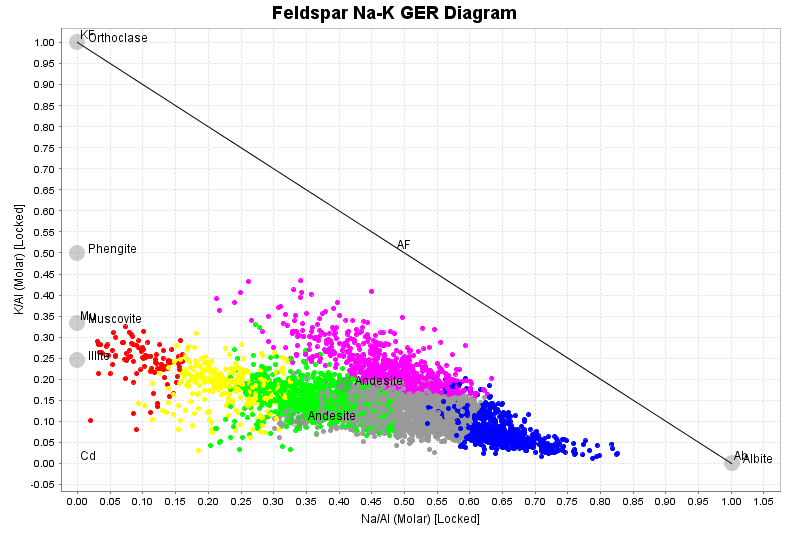 Feldspar Na-K GER Diagram
K/Al (Molar) [Locked]
1.00
0.95
0.90
0.85
0.80
0.75
0.70
0.65
0.60
0.55
0.50
0.45
0.40
0.35
0.30
0.25
0.20
0.15
0.10
0.05
0.00
-0.05
KF
Orthoclase
AF
Phengite
Mu
Muscovite
Illite
Andesite
Andesite
Cd
Ab
Albite
0.00 0.05 0.10 0.15 0.20 0.25 0.30 0.35 0.40 0.45 0.50 0.55 0.60 0.65 0.70 0.75 0.80 0.85 0.90 0.95 1.00 1.05
Na/Al (Molar) [Locked]